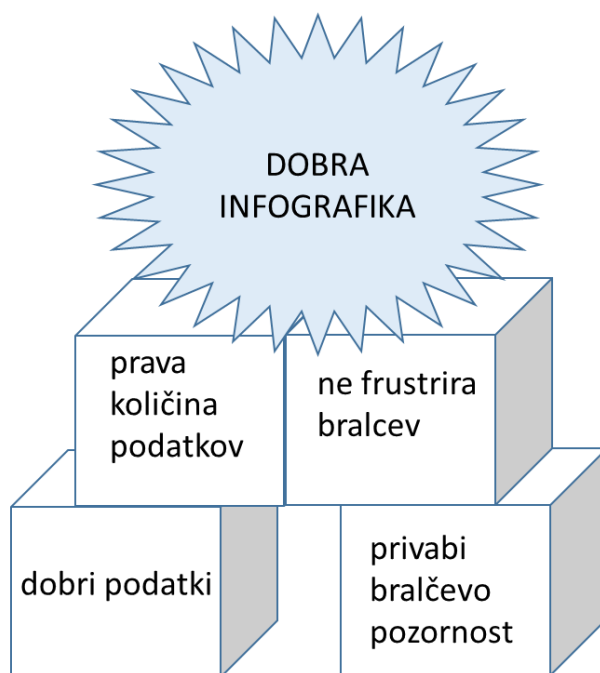 DOBRA
INFOGRAFIKA
prava
količina
podatkov
ne frustrira
bralcev
dobri podatki
privabi
bralčevo
pozornost